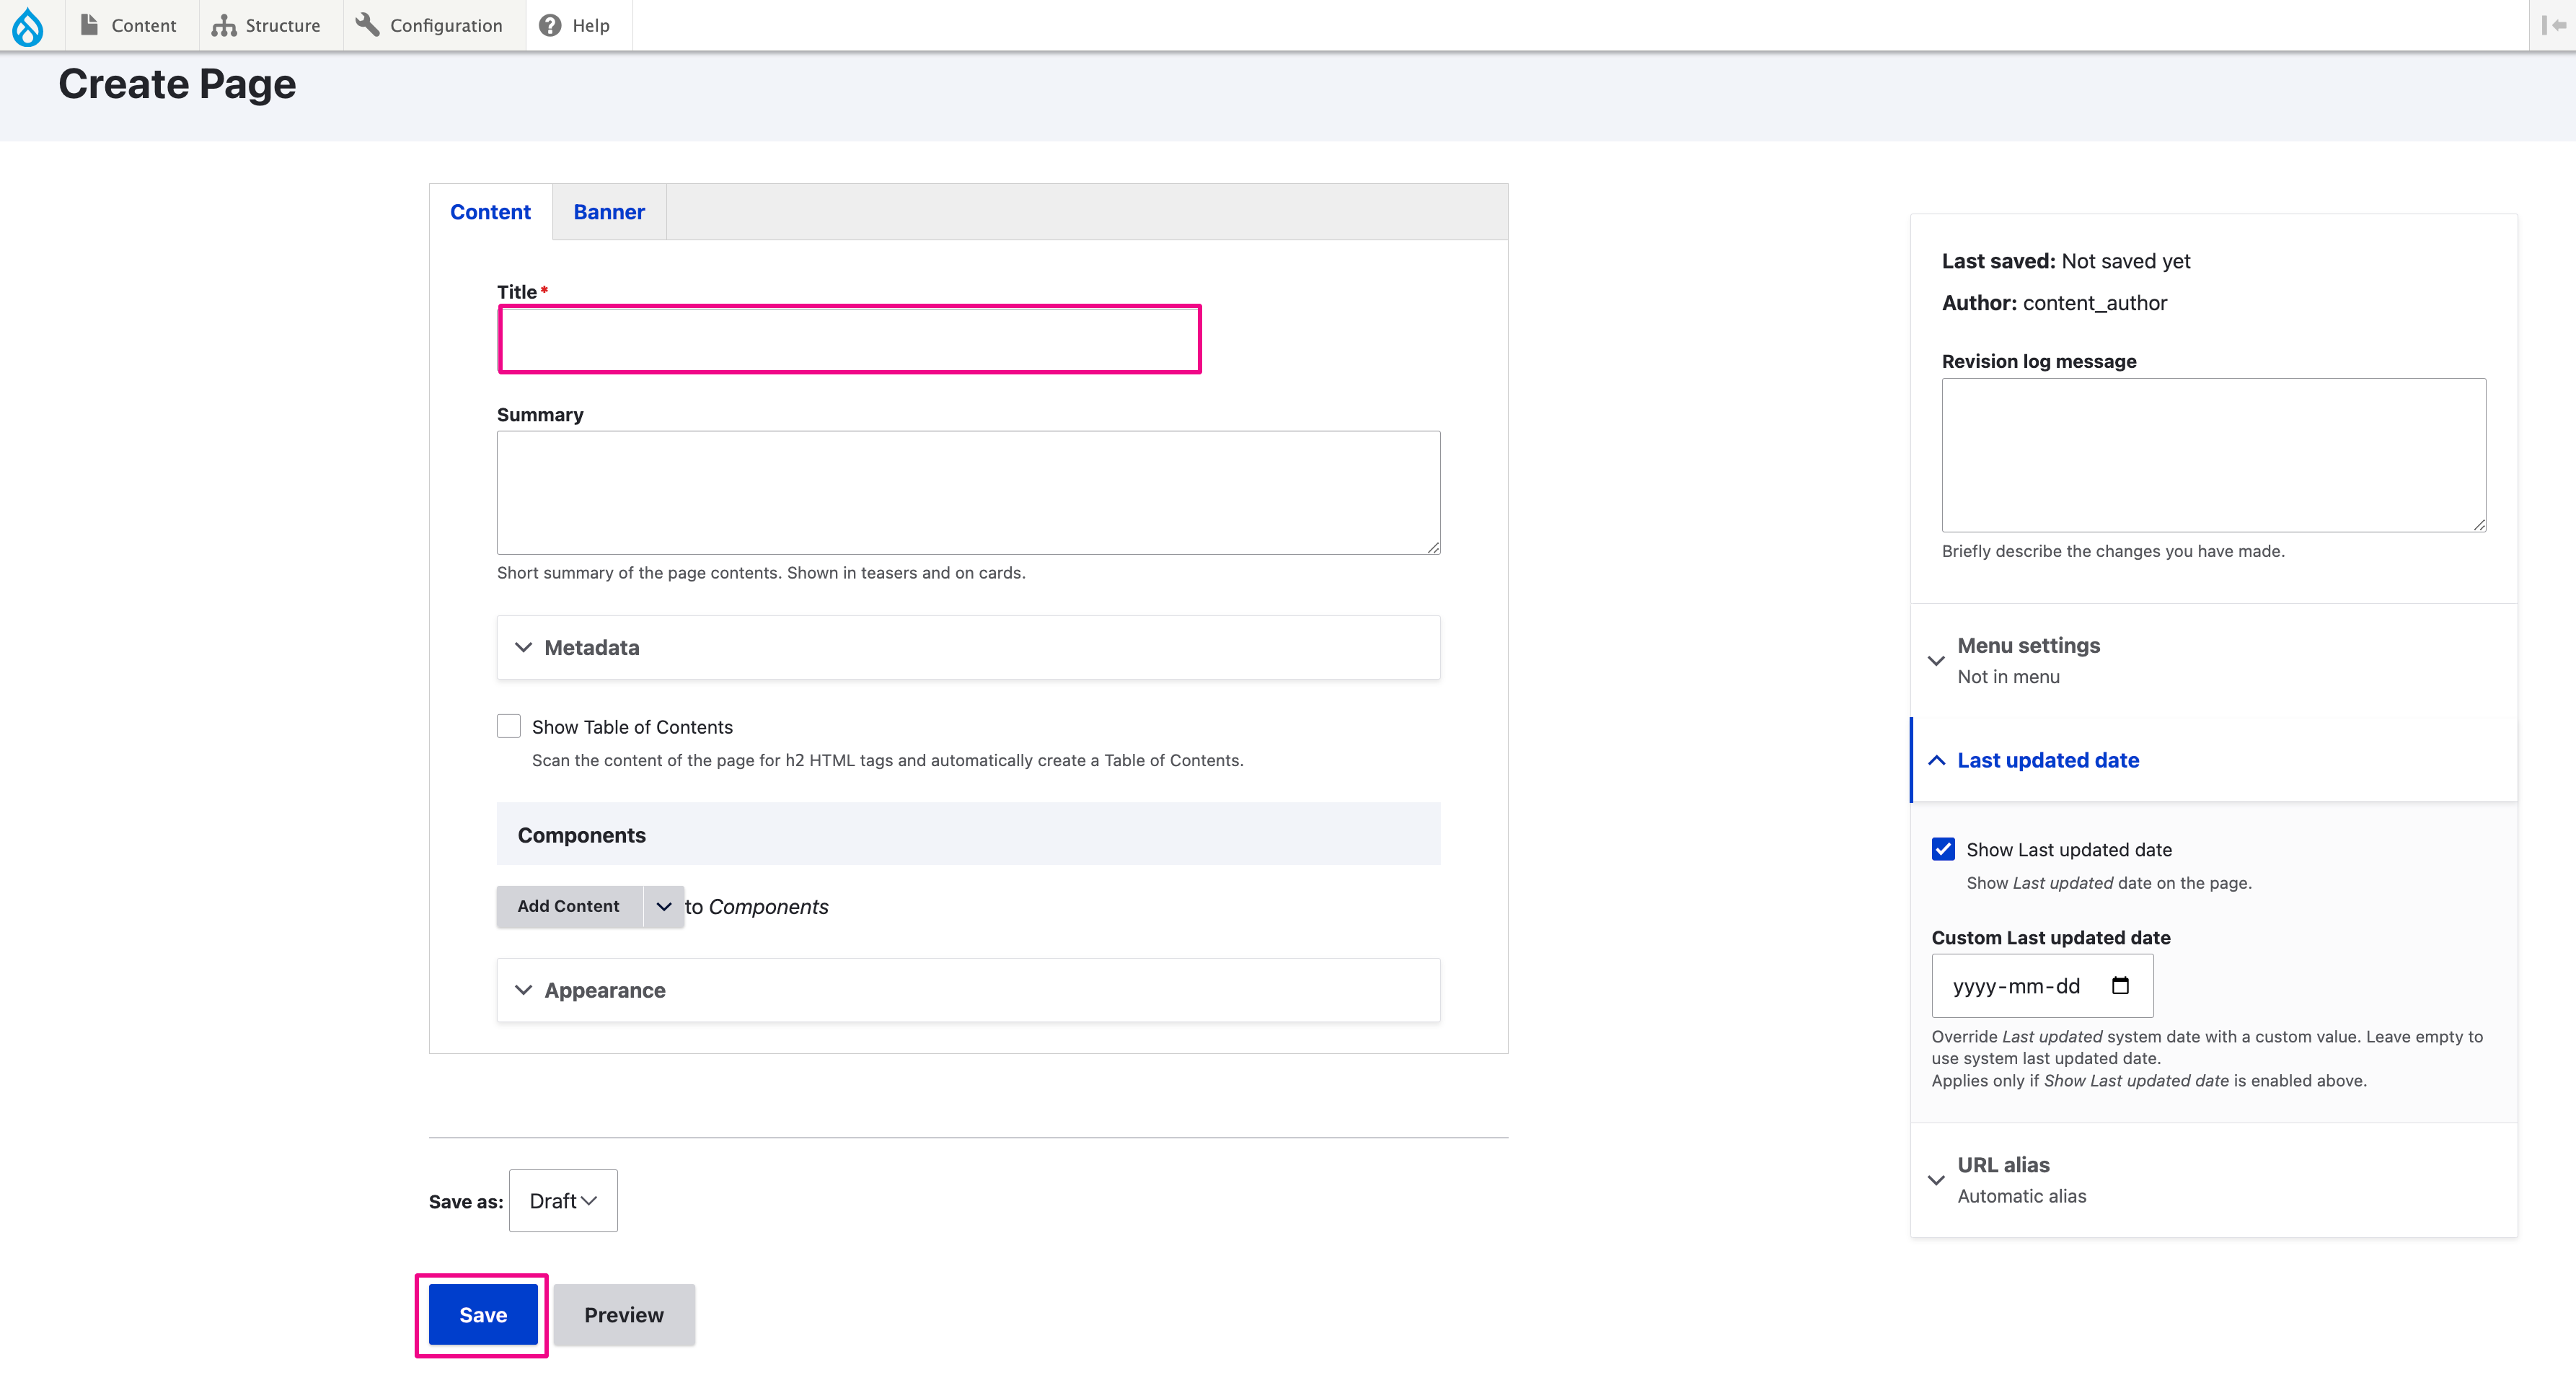 Content
Structure
Configuration
Help
Create Page
Content
Banner
Title*
Summary
Short summary of the page contents. Shown in teasers and on cards.
Metadata
Show Table of Contents
Scan the content of the page for h2 HTML tags and automatically create a Table of Contents.
Components
Add Content to Components
Appearance
Save as: Draft
Save
Preview
Last saved: Not saved yet
Author: content_author
Revision log message
Briefly describe the changes you have made.
Menu settings
Not in menu
Last updated date
Show Last updated date
Show Last updated date on the page.
Custom Last updated date
yyyy-mm-dd
Override Last updated system date with a custom value. Leave empty to
use system last updated date.
Applies only if Show Last updated date is enabled above.
URL alias
Automatic alias